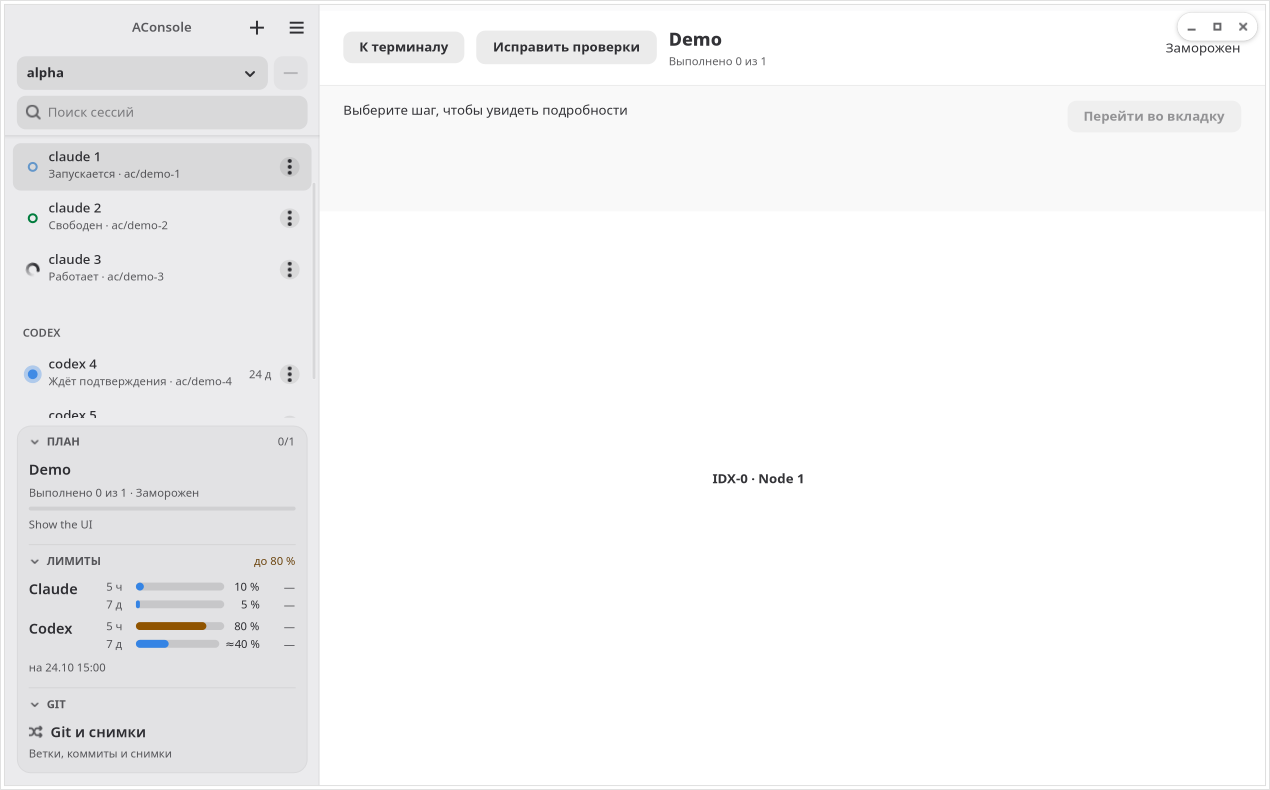 AConsole
alpha
Поиск сессий
claude 1
Запускается · ac/demo-1
claude 2
Свободен · ac/demo-2
claude 3
Работает · ac/demo-3
CODEX
codex 4
Ждёт подтверждения · ac/demo-4
24 д
codex 5
ПЛАН 0/1
Demo
Выполнено 0 из 1 · Заморожен
Show the UI
ЛИМИТЫ до 80 %
Claude 5 ч 10 % —
7 д 5 % —
Codex 5 ч 80 % —
7 д ≈40 % —
на 24.10 15:00
GIT
Git и снимки
Ветки, коммиты и снимки
К терминалу
Исправить проверки
Demo
Выполнено 0 из 1
Заморожен
Выберите шаг, чтобы увидеть подробности
Перейти во вкладку
IDX-0 · Node 1